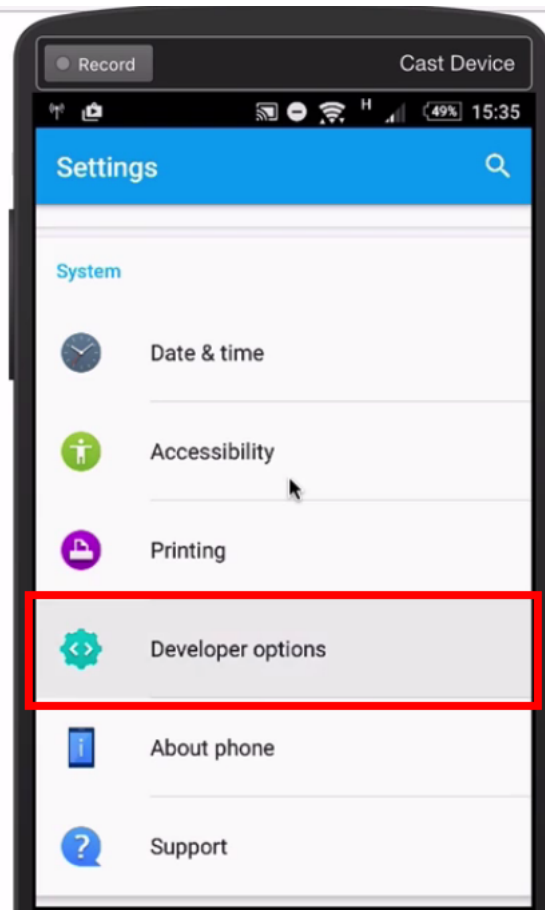 Record
Cast Device
H
49% 15:35
Settings
System
Date & time
Accessibility
Printing
Developer options
About phone
Support